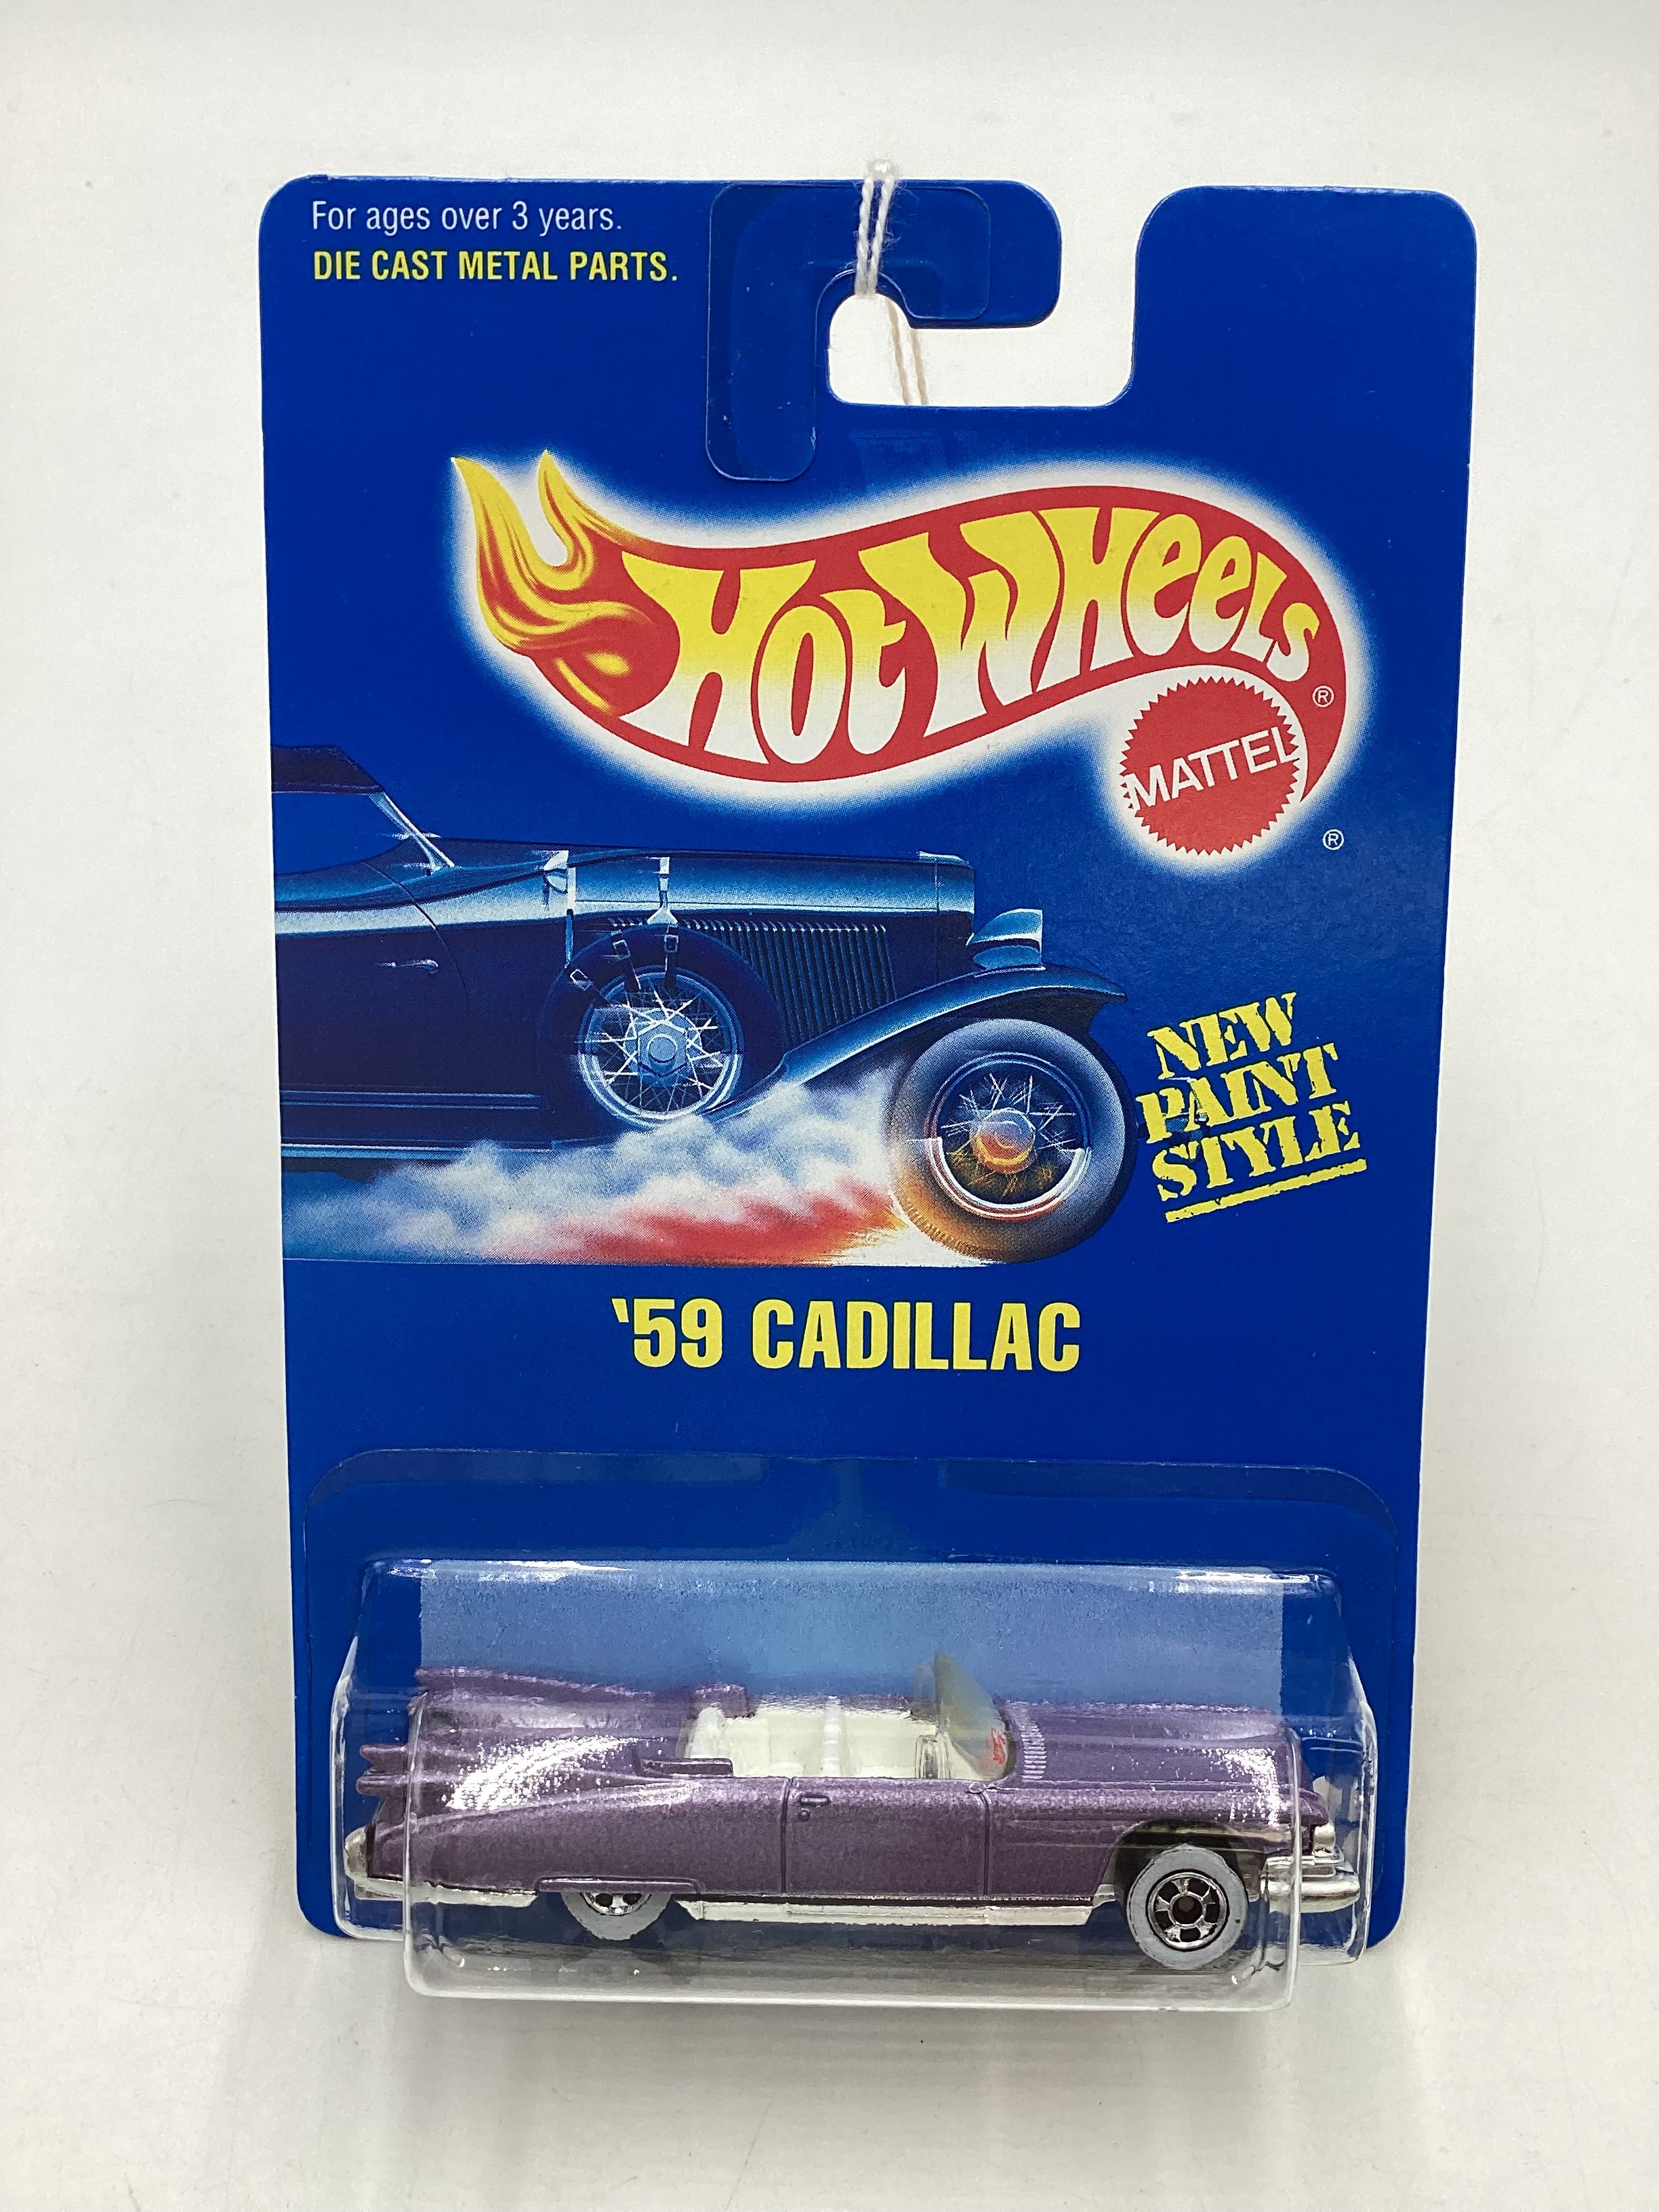 For ages over 3 years.
DIE CAST METAL PARTS.
HOT WHEELS ®
MATTEL
®
NEW
PAINT
STYLE
'59 CADILLAC